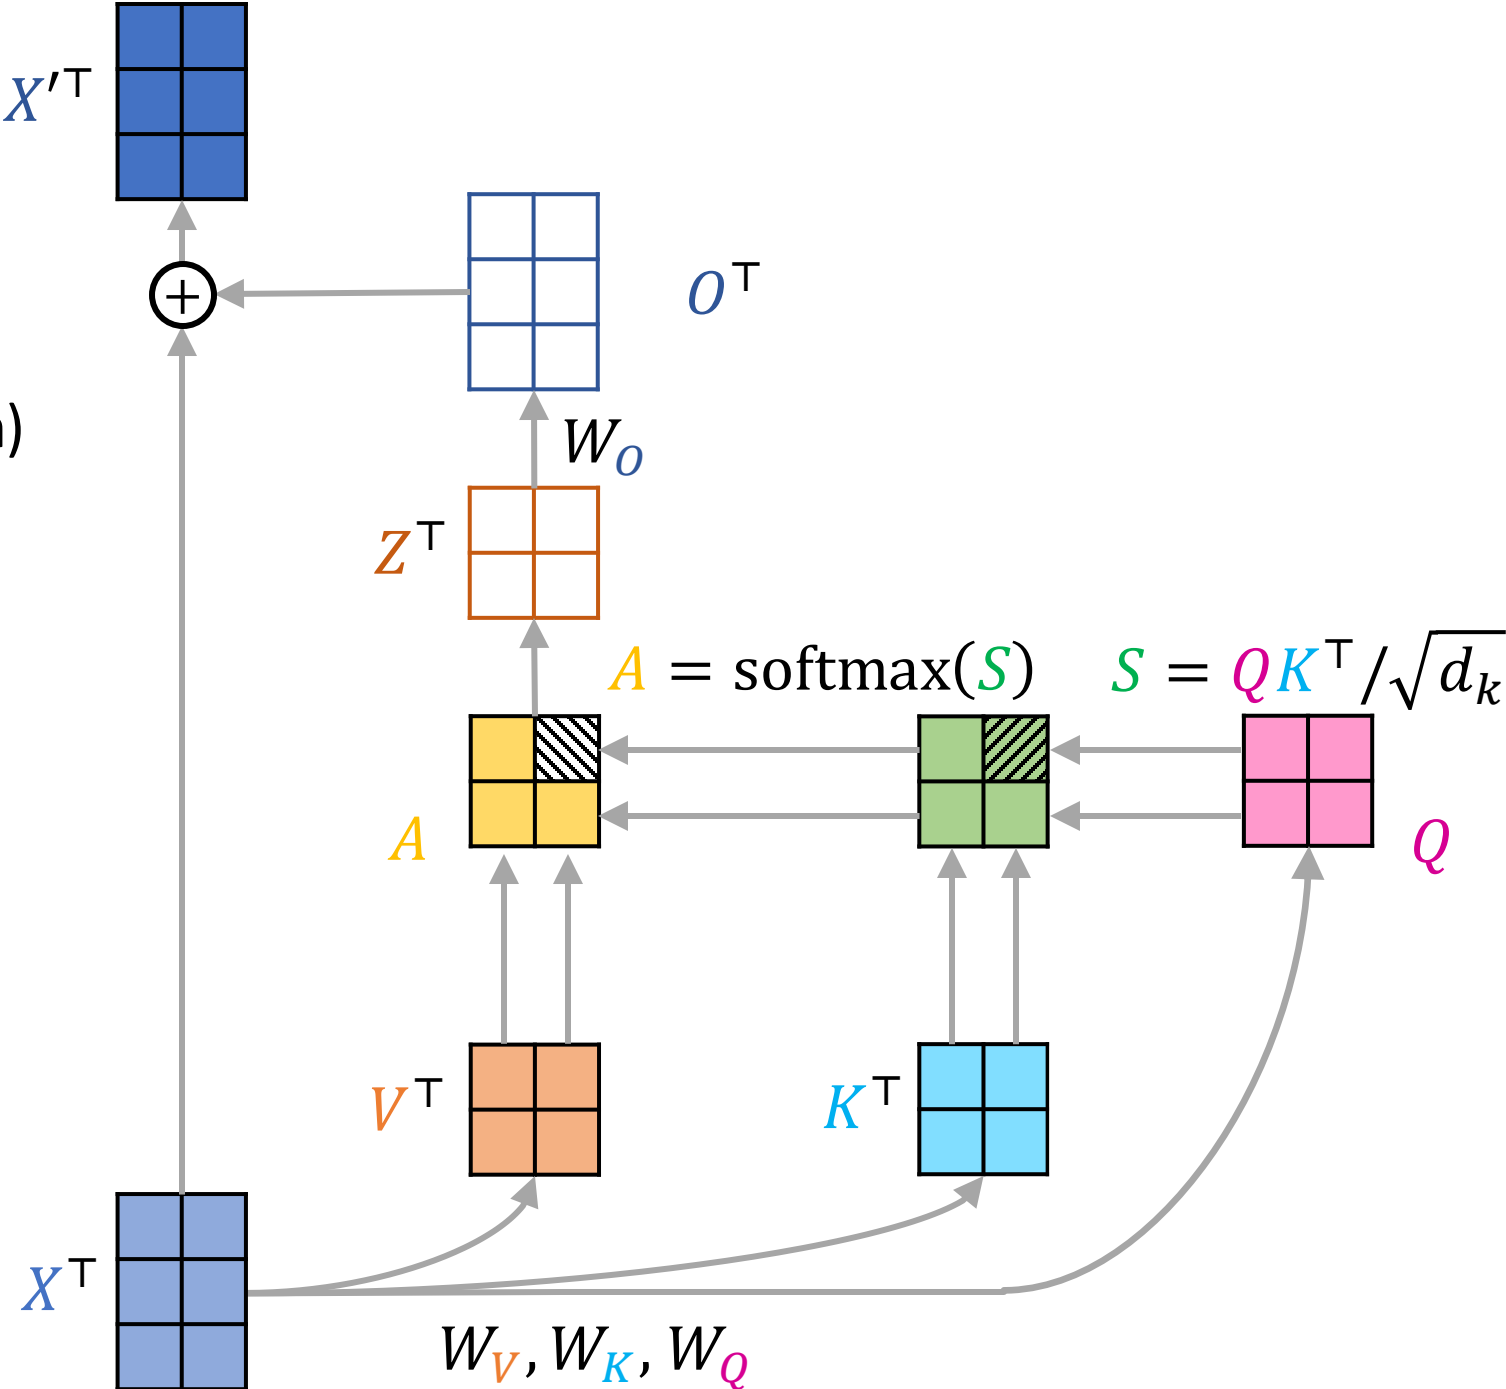 X′⊤
O⊤
)
W_O
Z⊤
A = softmax(S)
S = QK⊤/√d_k
A
Q
V⊤
K⊤
X⊤
W_V, W_K, W_Q